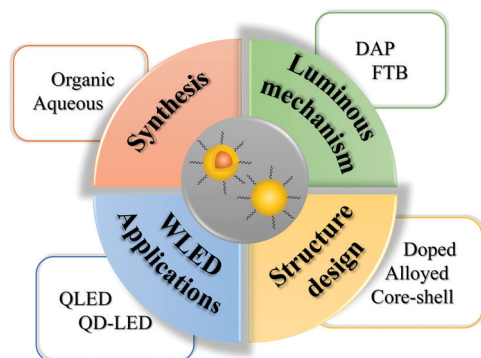 Organic
Aqueous
Synthesis
DAP
FTB
Luminous
mechanism
WLED
Applications
QLED
QD-LED
Structure
design
Doped
Alloyed
Core-shell